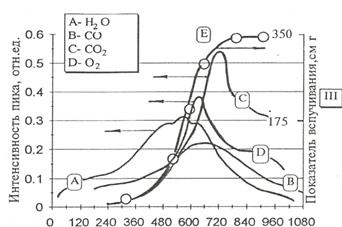 A- H2O
B- CO
C- CO2
D- O2
Интенсивность пика, отн.ед.
0.6
0.5
0.4
0.3
0.2
0.1
0
E
350
C
175
D
A
B
Показатель вспучивания,см г
III
0 120 240 360 480 600 720 840 960 1080